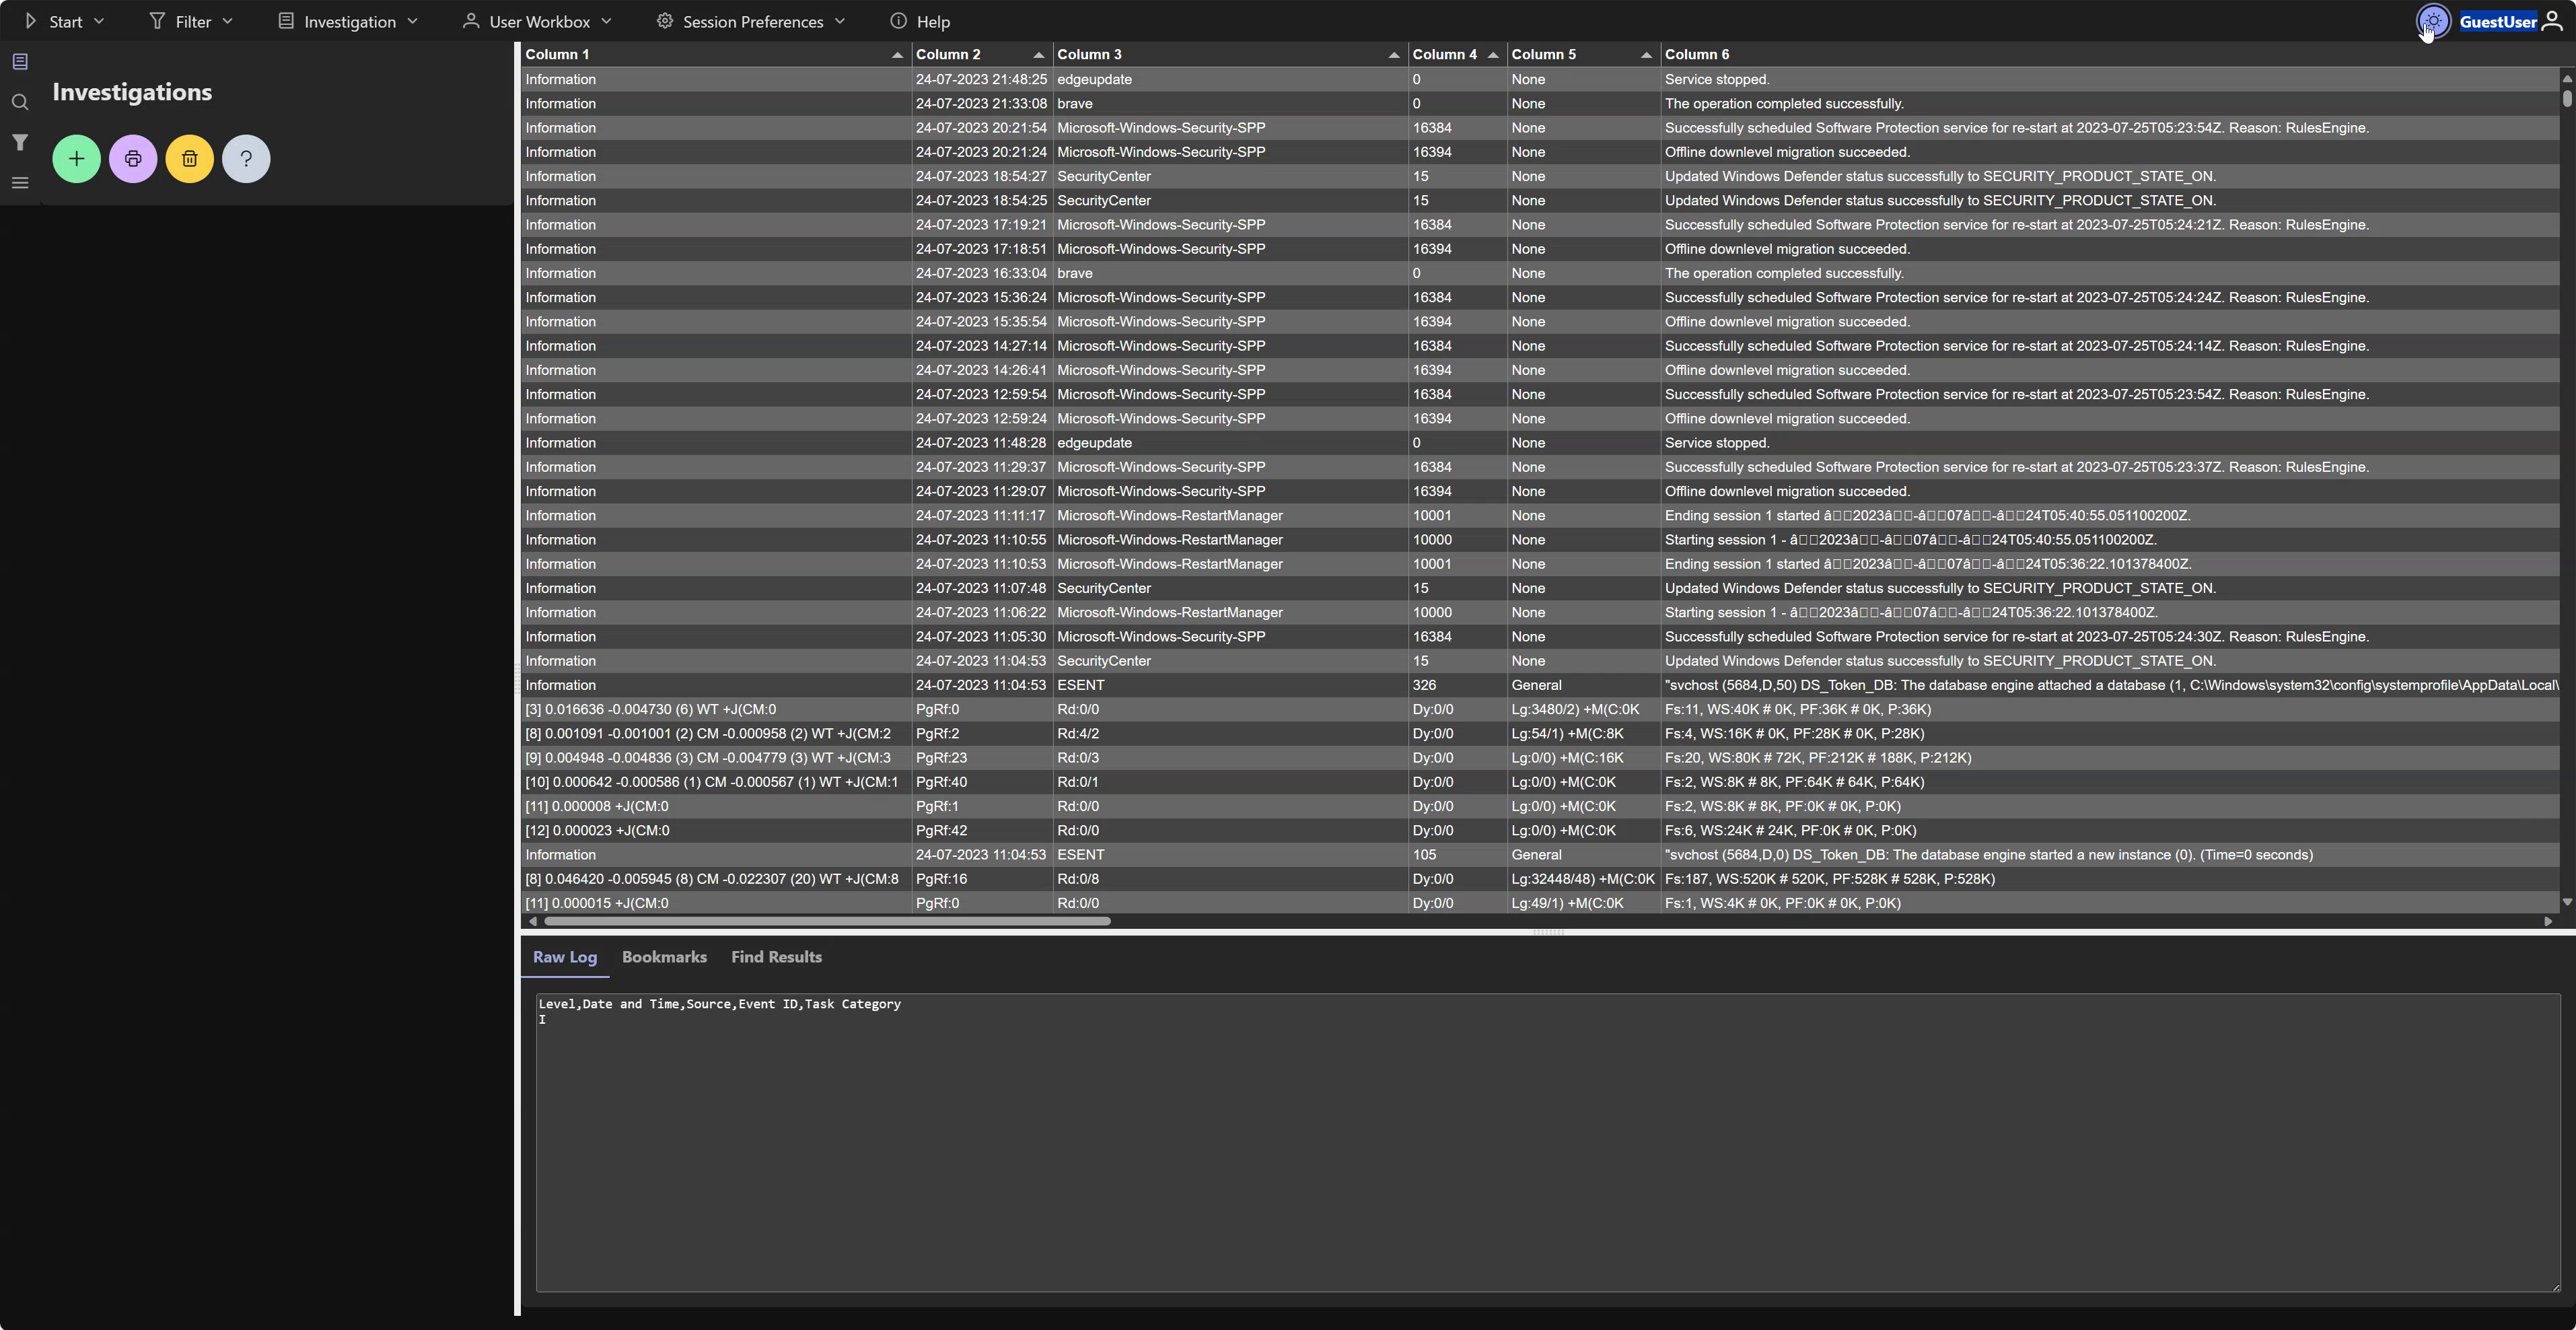 Start Filter Investigation User Workbox Session Preferences Help GuestUser
Investigations
Column 1 Column 2 Column 3 Column 4 Column 5 Column 6
Information 24-07-2023 21:48:25 edgeupdate 0 None Service stopped.
Information 24-07-2023 21:33:08 brave 0 None The operation completed successfully.
Information 24-07-2023 20:21:54 Microsoft-Windows-Security-SPP 16384 None Successfully scheduled Software Protection service for re-start at 2023-07-25T05:23:54Z. Reason: RulesEngine.
Information 24-07-2023 20:21:24 Microsoft-Windows-Security-SPP 16394 None Offline downlevel migration succeeded.
Information 24-07-2023 18:54:27 SecurityCenter 15 None Updated Windows Defender status successfully to SECURITY_PRODUCT_STATE_ON.
Information 24-07-2023 18:54:25 SecurityCenter 15 None Updated Windows Defender status successfully to SECURITY_PRODUCT_STATE_ON.
Information 24-07-2023 17:19:21 Microsoft-Windows-Security-SPP 16384 None Successfully scheduled Software Protection service for re-start at 2023-07-25T05:24:21Z. Reason: RulesEngine.
Information 24-07-2023 17:18:51 Microsoft-Windows-Security-SPP 16394 None Offline downlevel migration succeeded.
Information 24-07-2023 16:33:04 brave 0 None The operation completed successfully.
Information 24-07-2023 15:36:24 Microsoft-Windows-Security-SPP 16384 None Successfully scheduled Software Protection service for re-start at 2023-07-25T05:24:24Z. Reason: RulesEngine.
Information 24-07-2023 15:35:54 Microsoft-Windows-Security-SPP 16394 None Offline downlevel migration succeeded.
Information 24-07-2023 14:27:14 Microsoft-Windows-Security-SPP 16384 None Successfully scheduled Software Protection service for re-start at 2023-07-25T05:24:14Z. Reason: RulesEngine.
Information 24-07-2023 14:26:41 Microsoft-Windows-Security-SPP 16394 None Offline downlevel migration succeeded.
Information 24-07-2023 12:59:54 Microsoft-Windows-Security-SPP 16384 None Successfully scheduled Software Protection service for re-start at 2023-07-25T05:23:54Z. Reason: RulesEngine.
Information 24-07-2023 12:59:24 Microsoft-Windows-Security-SPP 16394 None Offline downlevel migration succeeded.
Information 24-07-2023 11:48:28 edgeupdate 0 None Service stopped.
Information 24-07-2023 11:29:37 Microsoft-Windows-Security-SPP 16384 None Successfully scheduled Software Protection service for re-start at 2023-07-25T05:23:37Z. Reason: RulesEngine.
Information 24-07-2023 11:29:07 Microsoft-Windows-Security-SPP 16394 None Offline downlevel migration succeeded.
Information 24-07-2023 11:11:17 Microsoft-Windows-RestartManager 10001 None Ending session 1 started â□□2023â□□-â□□07â□□-â□□24T05:40:55.051100200Z.
Information 24-07-2023 11:10:55 Microsoft-Windows-RestartManager 10000 None Starting session 1 - â□□2023â□□-â□□07â□□-â□□24T05:40:55.051100200Z.
Information 24-07-2023 11:10:53 Microsoft-Windows-RestartManager 10001 None Ending session 1 started â□□2023â□□-â□□07â□□-â□□24T05:36:22.101378400Z.
Information 24-07-2023 11:07:48 SecurityCenter 15 None Updated Windows Defender status successfully to SECURITY_PRODUCT_STATE_ON.
Information 24-07-2023 11:06:22 Microsoft-Windows-RestartManager 10000 None Starting session 1 - â□□2023â□□-â□□07â□□-â□□24T05:36:22.101378400Z.
Information 24-07-2023 11:05:30 Microsoft-Windows-Security-SPP 16384 None Successfully scheduled Software Protection service for re-start at 2023-07-25T05:24:30Z. Reason: RulesEngine.
Information 24-07-2023 11:04:53 SecurityCenter 15 None Updated Windows Defender status successfully to SECURITY_PRODUCT_STATE_ON.
Information 24-07-2023 11:04:53 ESENT 326 General "svchost (5684,D,50) DS_Token_DB: The database engine attached a database (1, C:\Windows\system32\config\systemprofile\AppData\Local\
[3] 0.016636 -0.004730 (6) WT +J(CM:0 PgRf:0 Rd:0/0 Dy:0/0 Lg:3480/2) +M(C:0K Fs:11, WS:40K # 0K, PF:36K # 0K, P:36K)
[8] 0.001091 -0.001001 (2) CM -0.000958 (2) WT +J(CM:2 PgRf:2 Rd:4/2 Dy:0/0 Lg:54/1) +M(C:8K Fs:4, WS:16K # 0K, PF:28K # 0K, P:28K)
[9] 0.004948 -0.004836 (3) CM -0.004779 (3) WT +J(CM:3 PgRf:23 Rd:0/3 Dy:0/0 Lg:0/0) +M(C:16K Fs:20, WS:80K # 72K, PF:212K # 188K, P:212K)
[10] 0.000642 -0.000586 (1) CM -0.000567 (1) WT +J(CM:1 PgRf:40 Rd:0/1 Dy:0/0 Lg:0/0) +M(C:0K Fs:2, WS:8K # 8K, PF:64K # 64K, P:64K)
[11] 0.000008 +J(CM:0 PgRf:1 Rd:0/0 Dy:0/0 Lg:0/0) +M(C:0K Fs:2, WS:8K # 8K, PF:0K # 0K, P:0K)
[12] 0.000023 +J(CM:0 PgRf:42 Rd:0/0 Dy:0/0 Lg:0/0) +M(C:0K Fs:6, WS:24K # 24K, PF:0K # 0K, P:0K)
Information 24-07-2023 11:04:53 ESENT 105 General "svchost (5684,D,0) DS_Token_DB: The database engine started a new instance (0). (Time=0 seconds)
[8] 0.046420 -0.005945 (8) CM -0.022307 (20) WT +J(CM:8 PgRf:16 Rd:0/8 Dy:0/0 Lg:32448/48) +M(C:0K Fs:187, WS:520K # 520K, PF:528K # 528K, P:528K)
[11] 0.000015 +J(CM:0 PgRf:0 Rd:0/0 Dy:0/0 Lg:49/1) +M(C:0K Fs:1, WS:4K # 0K, PF:0K # 0K, P:0K)
Raw Log Bookmarks Find Results
Level,Date and Time,Source,Event ID,Task Category
I